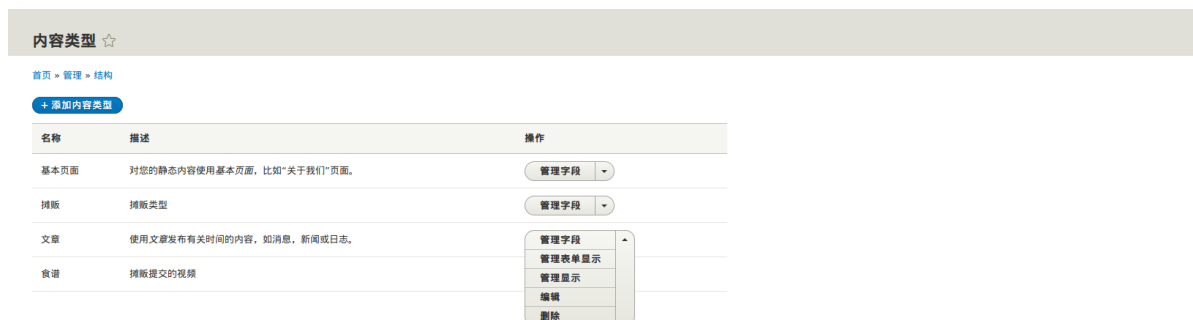 内容类型
首页 » 管理 » 结构
+ 添加内容类型
名称 描述 操作
基本页面 对您的静态内容使用基本页面，比如“关于我们”页面。 管理字段
摊贩 摊贩类型 管理字段
文章 使用文章发布有关时间的内容，如消息，新闻或日志。 管理字段
管理表单显示
食谱 摊贩提交的视频 管理显示
编辑
删除